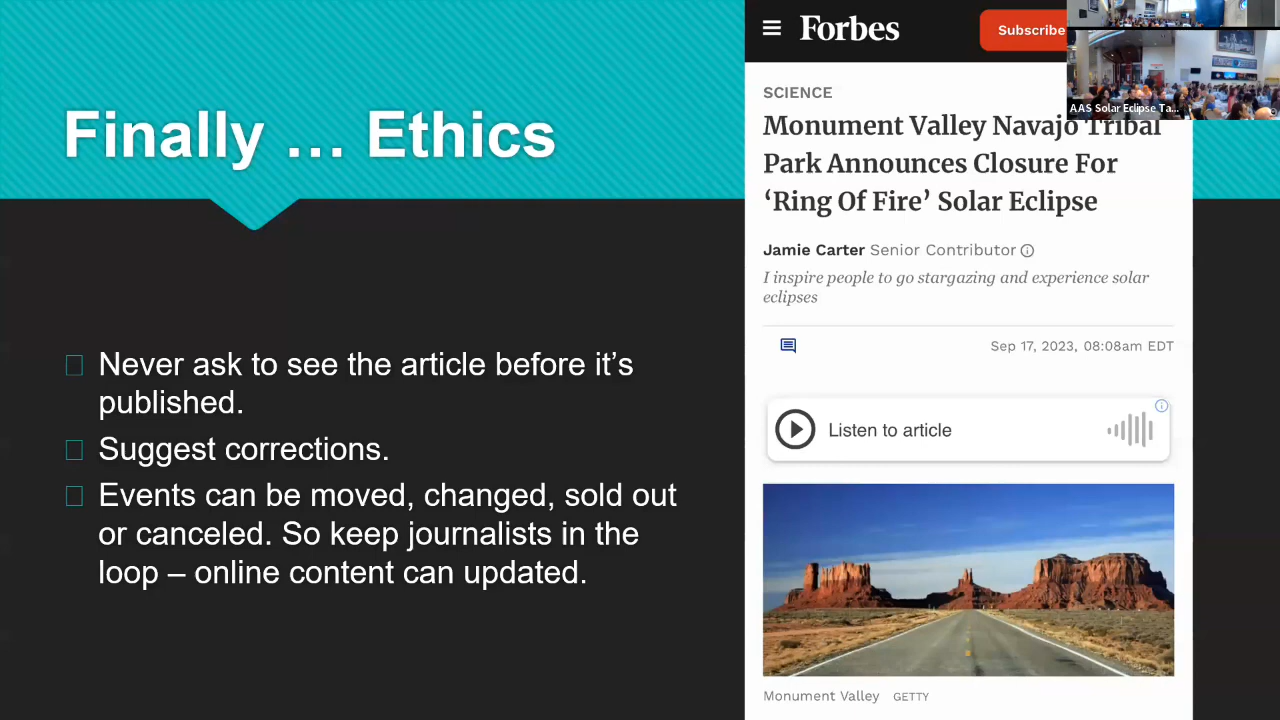 Finally … Ethics
Never ask to see the article before it’s
published.
Suggest corrections.
Events can be moved, changed, sold out
or canceled. So keep journalists in the
loop – online content can updated.
Forbes
Subscribe
AAS Solar Eclipse Ta...
SCIENCE
Monument Valley Navajo Tribal
Park Announces Closure For
‘Ring Of Fire’ Solar Eclipse
Jamie Carter Senior Contributor
I inspire people to go stargazing and experience solar
eclipses
Sep 17, 2023, 08:08am EDT
Listen to article
Monument Valley GETTY